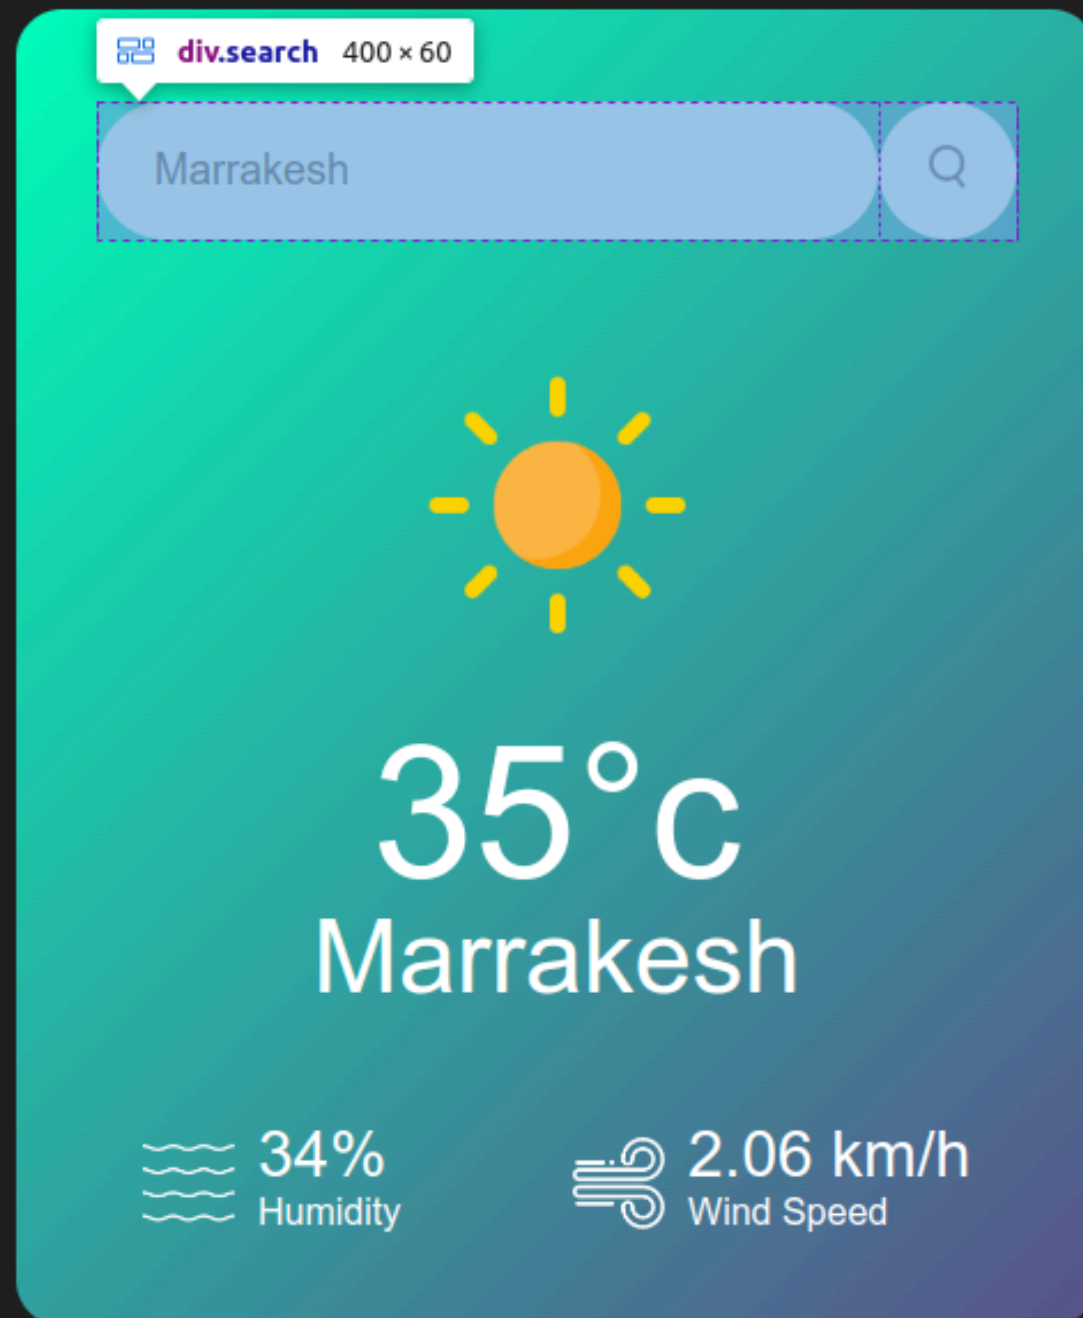 div.search 400 × 60
Marrakesh
35°c
Marrakesh
34%
Humidity
2.06 km/h
Wind Speed